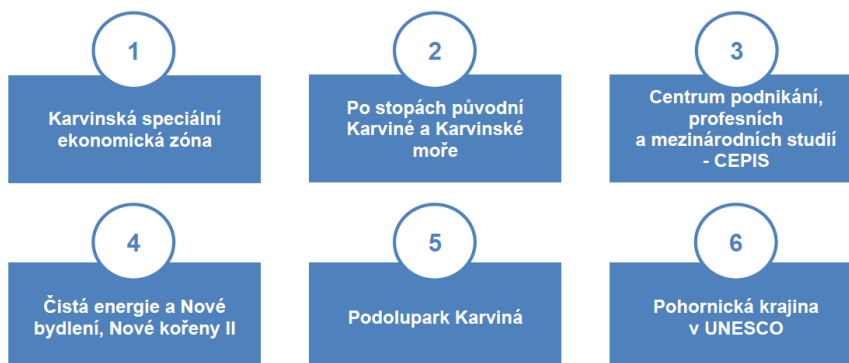 1
Karvinská speciální
ekonomická zóna
2
Po stopách původní
Karviné a Karvinské
moře
3
Centrum podnikání,
profesních
a mezinárodních studií
- CEPIS
4
Čistá energie a Nové
bydlení, Nové kořeny II
5
Podolupark Karviná
6
Pohornická krajina
v UNESCO